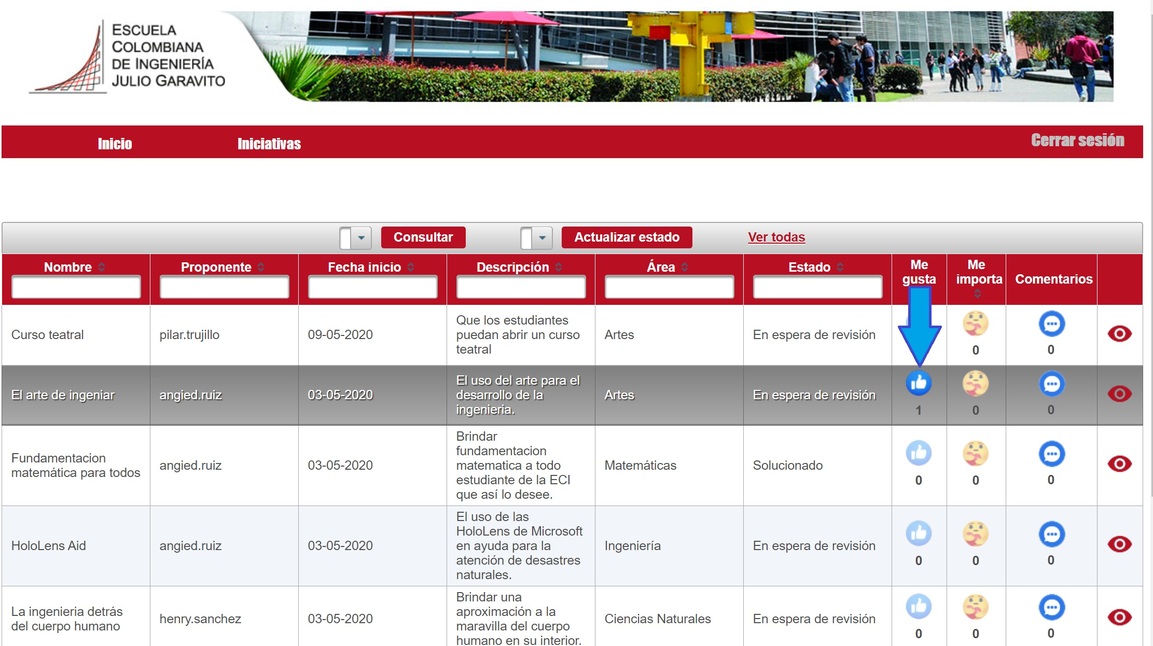 ESCUELA
COLOMBIANA
DE INGENIERÍA
JULIO GARAVITO
Inicio
Iniciativas
Cerrar sesión
Consultar
Actualizar estado
Ver todas
Nombre
Proponente
Fecha inicio
Descripción
Área
Estado
Me
gusta
Me
importa
Comentarios
Curso teatral
pilar.trujillo
09-05-2020
Que los estudiantes
puedan abrir un curso
teatral
Artes
En espera de revisión
0
0
El arte de ingeniar
angied.ruiz
03-05-2020
El uso del arte para el
desarrollo de la
ingenieria.
Artes
En espera de revisión
1
0
0
Fundamentacion
matemática para todos
angied.ruiz
03-05-2020
Brindar
fundamentacion
matematica a todo
estudiante de la ECI
que así lo desee.
Matemáticas
Solucionado
0
0
0
HoloLens Aid
angied.ruiz
03-05-2020
El uso de las
HoloLens de Microsoft
en ayuda para la
atención de desastres
naturales.
Ingeniería
En espera de revisión
0
0
0
La ingenieria detrás
del cuerpo humano
henry.sanchez
03-05-2020
Brindar una
aproximación a la
maravilla del cuerpo
humano en su interior.
Ciencias Naturales
En espera de revisión
0
0
0